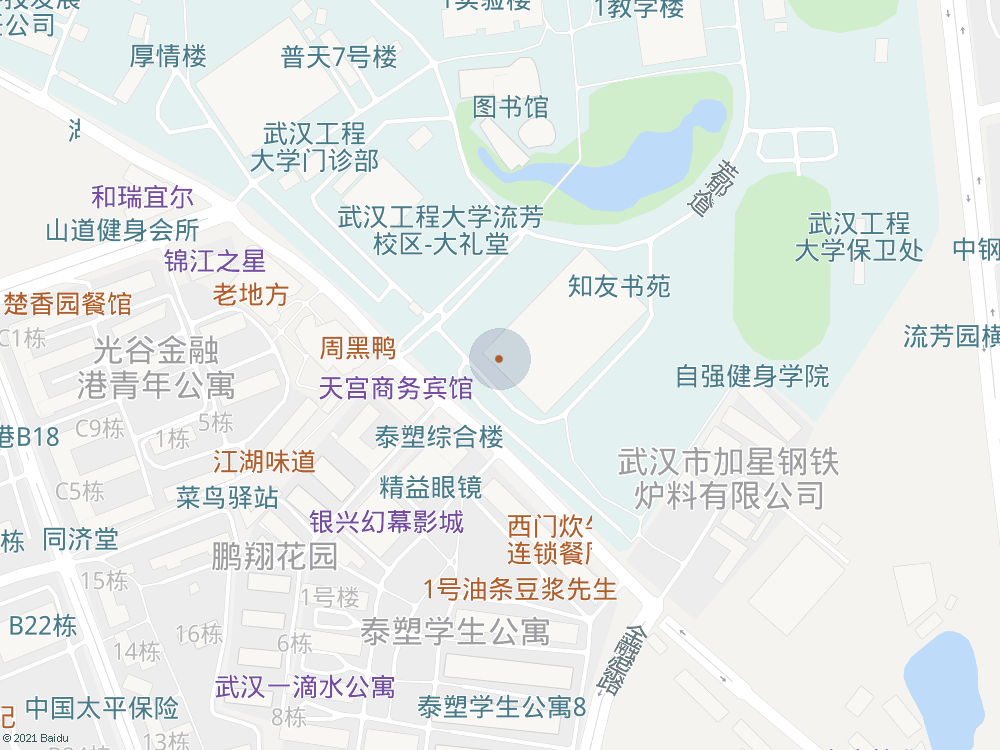 1实验楼
1教学楼
公司
厚情楼
普天7号楼
图书馆
武汉工程
大学门诊部
芳邻道
和瑞宜尔
山道健身会所
武汉工程大学流芳
校区-大礼堂
武汉工程
大学保卫处
中钢
锦江之星
老地方
知友书苑
楚香园餐馆
C1栋
周黑鸭
流芳园横
光谷金融
港青年公寓
天宫商务宾馆
自强健身学院
C9栋
5栋
1栋
港B18
泰塑综合楼
江湖味道
武汉市加星钢铁
炉料有限公司
C5栋
菜鸟驿站
精益眼镜
银兴幻幕影城
西门炊
连锁餐
栋
同济堂
鹏翔花园
15栋
1号楼
1号油条豆浆先生
B22栋
16栋
6栋
泰塑学生公寓
14栋
武汉一滴水公寓
中国太平保险
8栋
泰塑学生公寓8
13栋
© 2021 Baidu